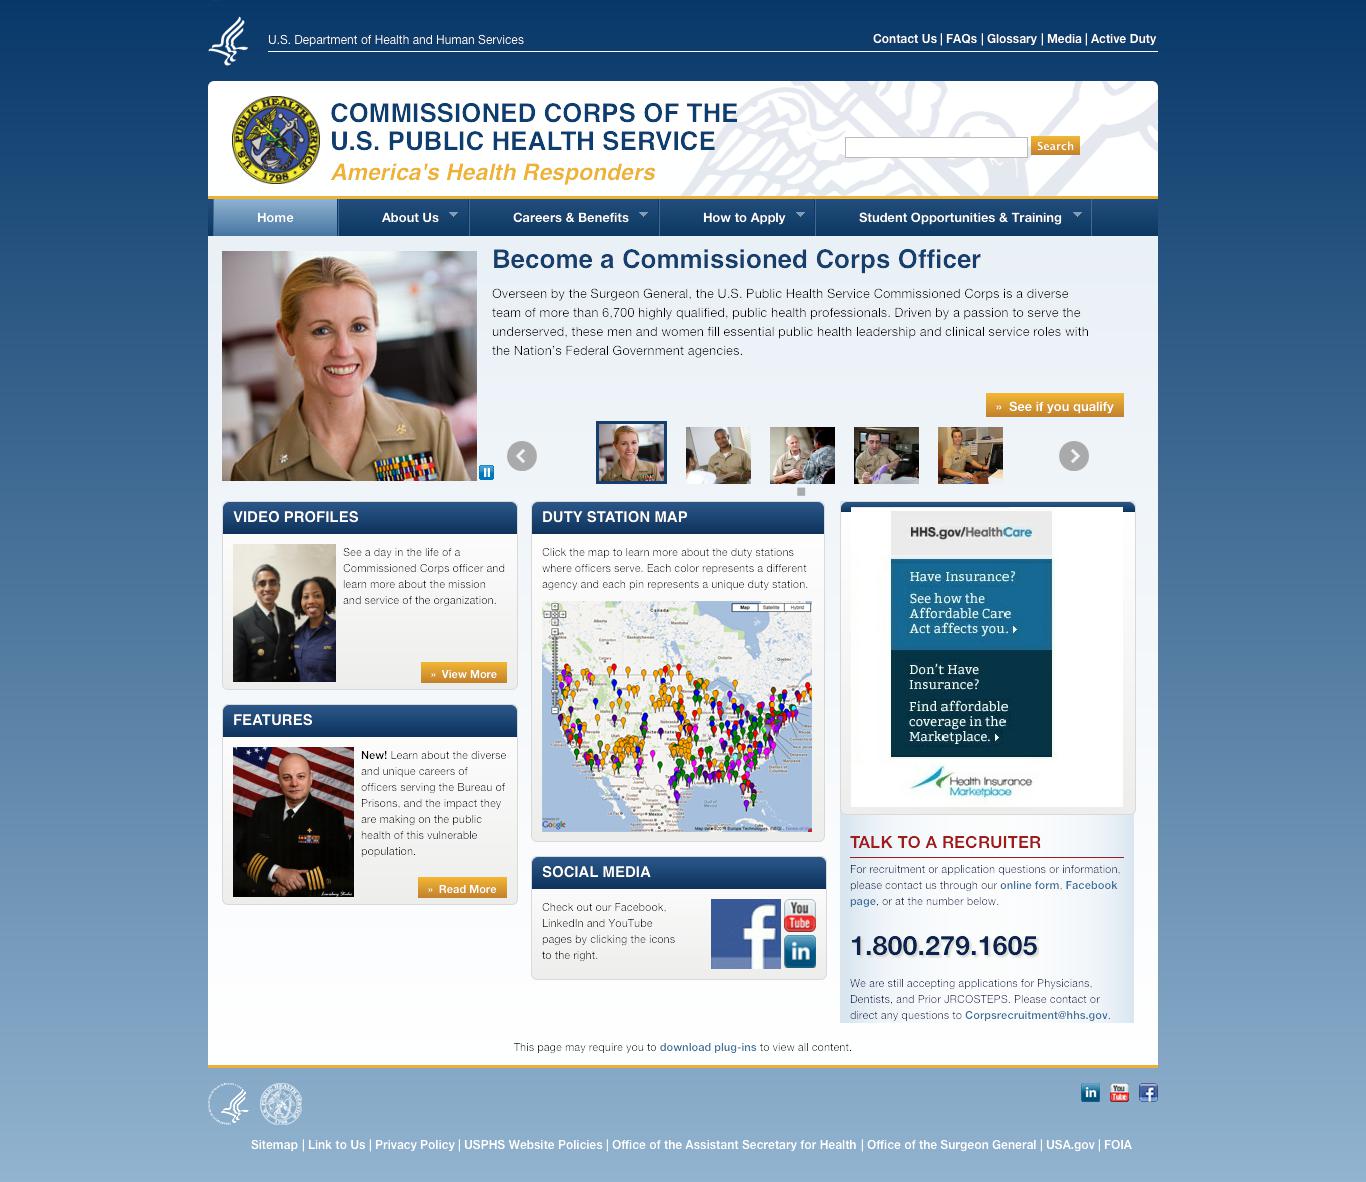 U.S. Department of Health and Human Services
Contact Us | FAQs | Glossary | Media | Active Duty
COMMISSIONED CORPS OF THE
U.S. PUBLIC HEALTH SERVICE
America's Health Responders
Search
Home
About Us
Careers & Benefits
How to Apply
Student Opportunities & Training
Become a Commissioned Corps Officer
Overseen by the Surgeon General, the U.S. Public Health Service Commissioned Corps is a diverse
team of more than 6,700 highly qualified, public health professionals. Driven by a passion to serve the
underserved, these men and women fill essential public health leadership and clinical service roles with
the Nation's Federal Government agencies.
» See if you qualify
VIDEO PROFILES
See a day in the life of a
Commissioned Corps officer and
learn more about the mission
and service of the organization.
» View More
FEATURES
New! Learn about the diverse
and unique careers of
officers serving the Bureau of
Prisons, and the impact they
are making on the public
health of this vulnerable
population.
» Read More
DUTY STATION MAP
Click the map to learn more about the duty stations
where officers serve. Each color represents a different
agency and each pin represents a unique duty station.
Map
Satellite
Hybrid
Canada
Google
SOCIAL MEDIA
Check out our Facebook,
LinkedIn and YouTube
pages by clicking the icons
to the right.
f
You
Tube
in
HHS.gov/HealthCare
Have Insurance?
See how the
Affordable Care
Act affects you.
Don't Have
Insurance?
Find affordable
coverage in the
Marketplace.
Health Insurance
Marketplace
TALK TO A RECRUITER
For recruitment or application questions or information,
please contact us through our online form, Facebook
page, or at the number below.
1.800.279.1605
We are still accepting applications for Physicians,
Dentists, and Prior JRCOSTEPS. Please contact or
direct any questions to Corpsrecruitment@hhs.gov.
This page may require you to download plug-ins to view all content.
in
You
Tube
f
Sitemap | Link to Us | Privacy Policy | USPHS Website Policies | Office of the Assistant Secretary for Health | Office of the Surgeon General | USA.gov | FOIA